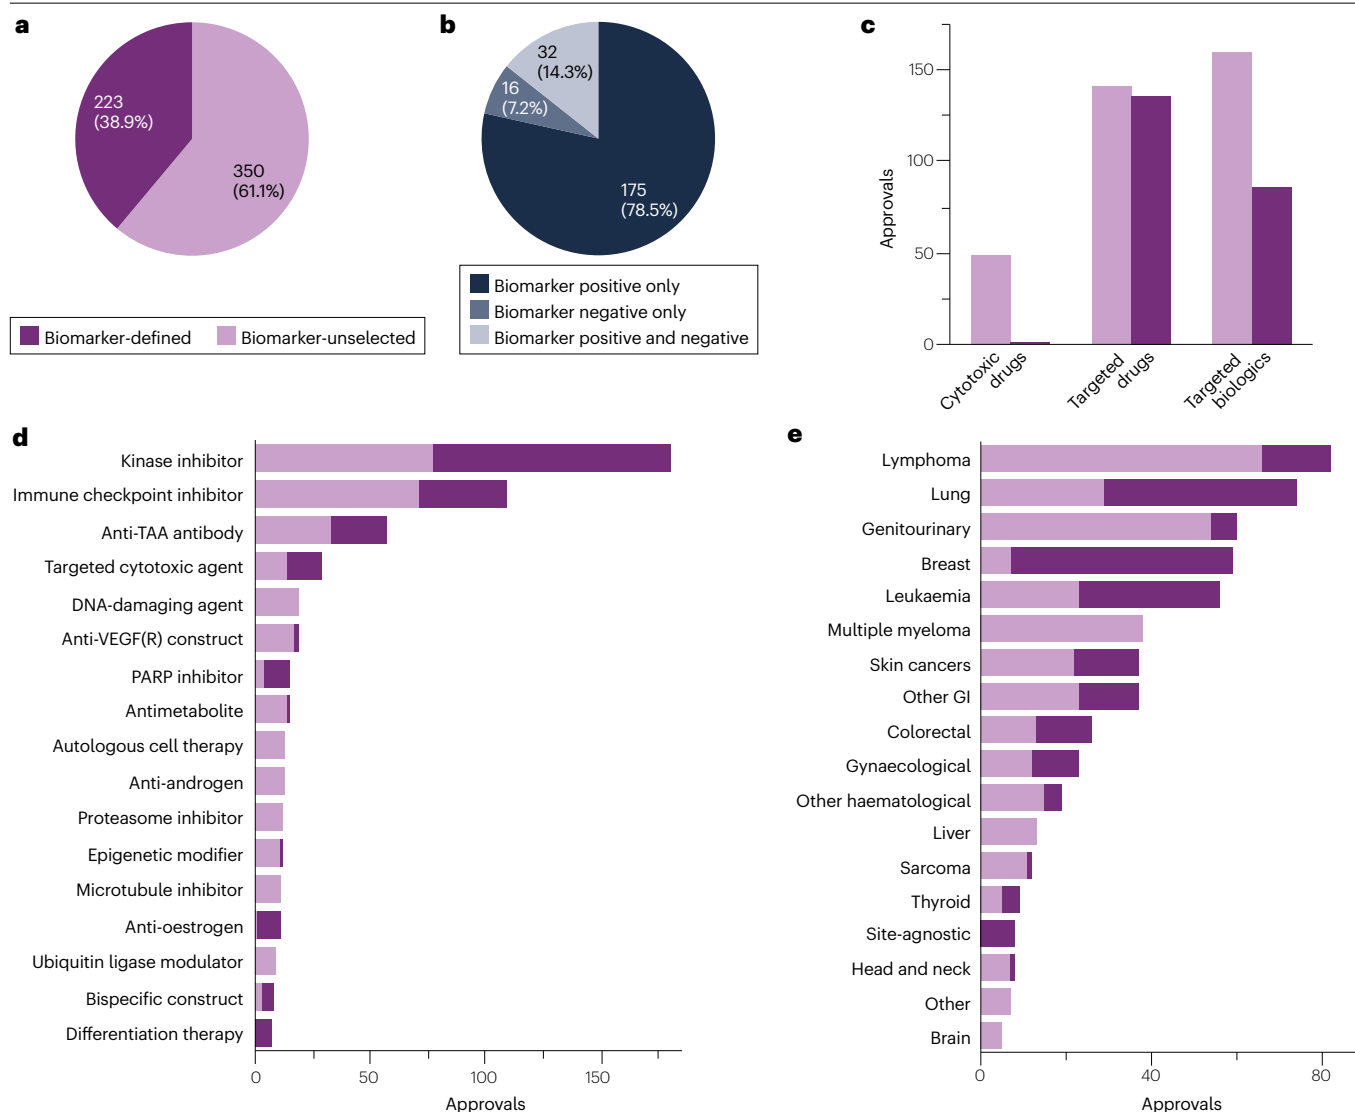 a
223
(38.9%)
350
(61.1%)
Biomarker-defined
Biomarker-unselected
b
32
(14.3%)
16
(7.2%)
175
(78.5%)
Biomarker positive only
Biomarker negative only
Biomarker positive and negative
c
Approvals
150
100
50
0
Cytotoxic
drugs
Targeted
drugs
Targeted
biologics
d
Kinase inhibitor
Immune checkpoint inhibitor
Anti-TAA antibody
Targeted cytotoxic agent
DNA-damaging agent
Anti-VEGF(R) construct
PARP inhibitor
Antimetabolite
Autologous cell therapy
Anti-androgen
Proteasome inhibitor
Epigenetic modifier
Microtubule inhibitor
Anti-oestrogen
Ubiquitin ligase modulator
Bispecific construct
Differentiation therapy
0 50 100 150
Approvals
e
Lymphoma
Lung
Genitourinary
Breast
Leukaemia
Multiple myeloma
Skin cancers
Other GI
Colorectal
Gynaecological
Other haematological
Liver
Sarcoma
Thyroid
Site-agnostic
Head and neck
Other
Brain
0 40 80
Approvals